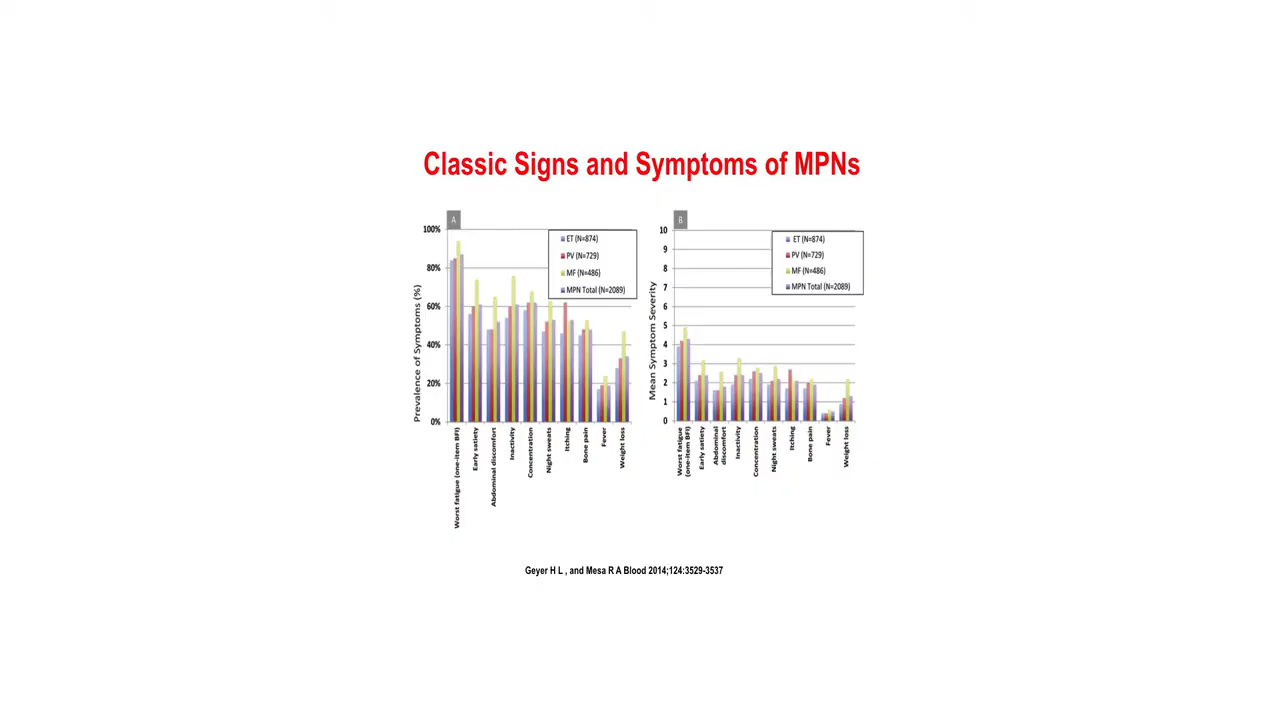 Classic Signs and Symptoms of MPNs
A
Prevalence of Symptoms (%)
100%
80%
60%
40%
20%
0%
ET (N=874)
PV (N=729)
MF (N=486)
MPN Total (N=2089)
Worst fatigue (one-item BFI)
Early satiety
Abdominal discomfort
Inactivity
Concentration
Night sweats
Itching
Bone pain
Fever
Weight loss
B
Mean Symptom Severity
10
9
8
7
6
5
4
3
2
1
0
ET (N=874)
PV (N=729)
MF (N=486)
MPN Total (N=2089)
Worst fatigue
(one-item BFI)
Early satiety
Abdominal
discomfort
Inactivity
Concentration
Night sweats
Itching
Bone pain
Fever
Weight loss
Geyer H L , and Mesa R A Blood 2014;124:3529-3537